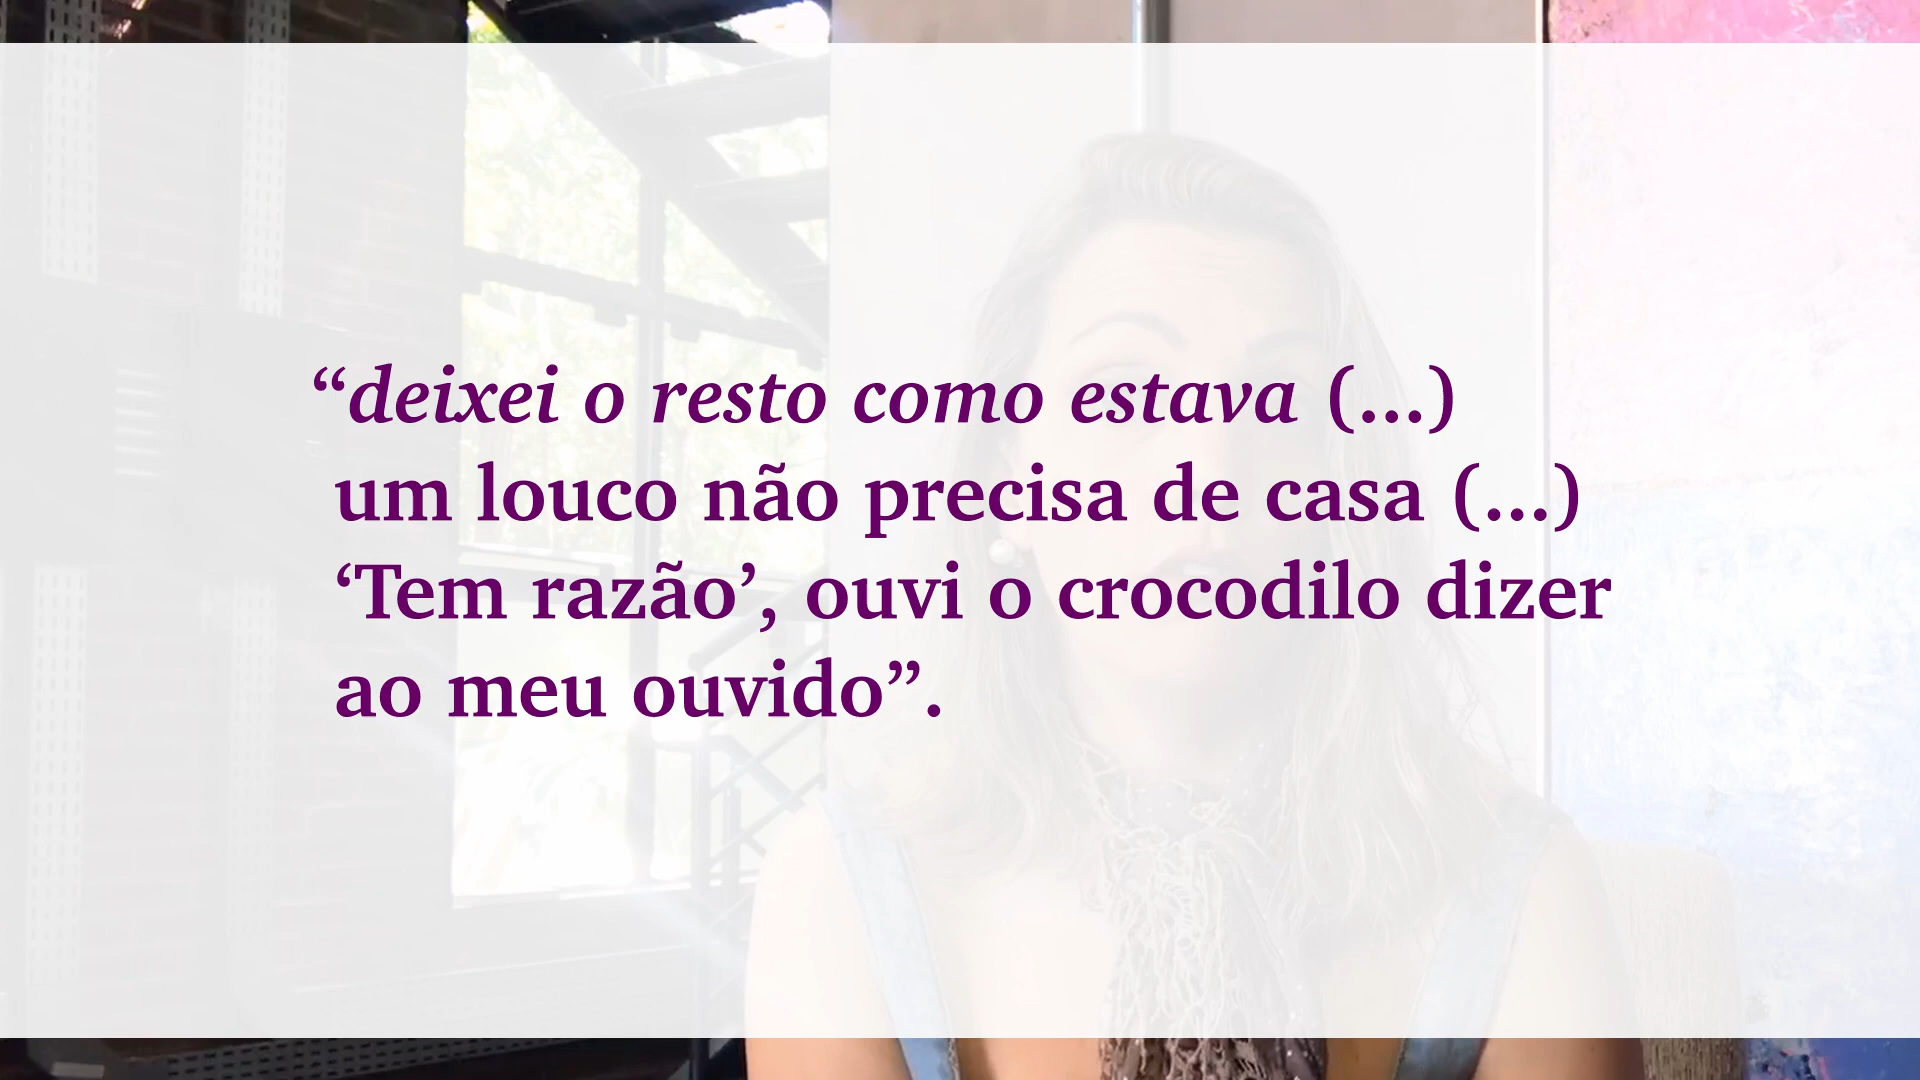 “deixei o resto como estava (...)
um louco não precisa de casa (...)
‘Tem razão’, ouvi o crocodilo dizer
ao meu ouvido”.